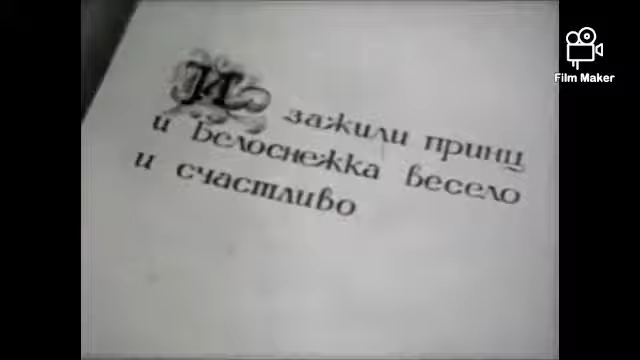 И зажили принц
и Белоснежка весело
и счастливо
Film Maker